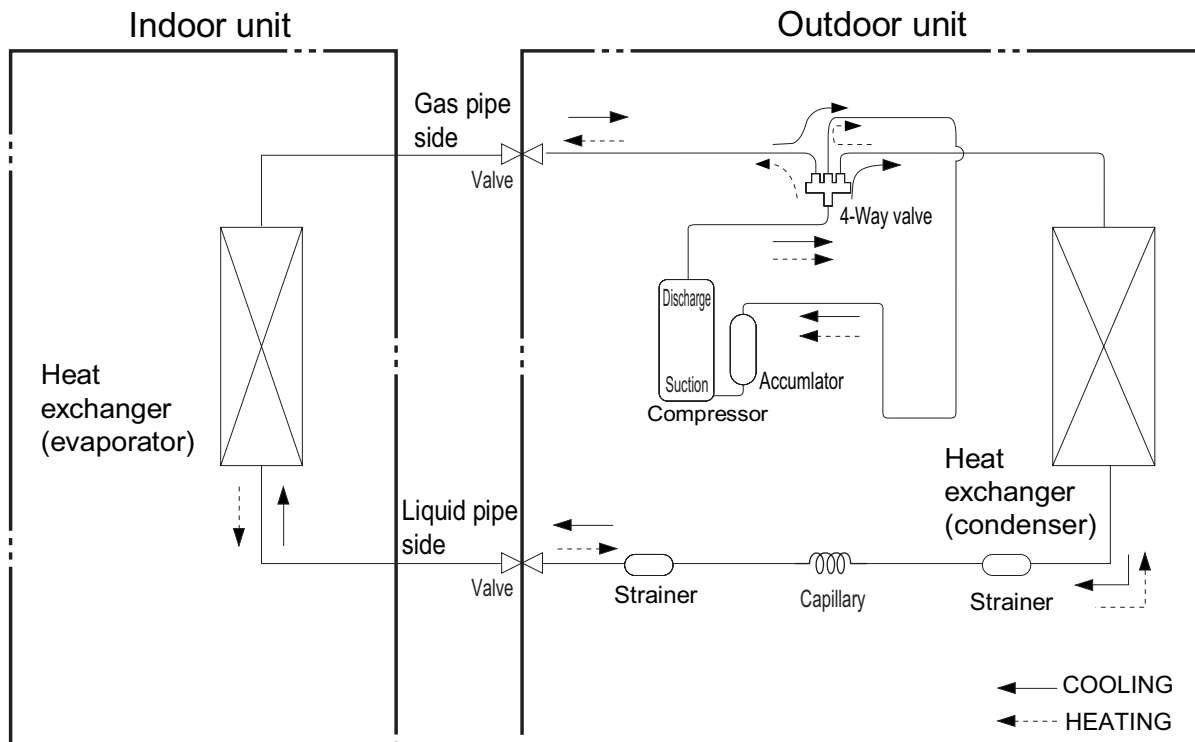 Indoor unit
Outdoor unit
Gas pipe
side
Valve
4-Way valve
Discharge
Suction
Accumlator
Compressor
Heat
exchanger
(evaporator)
Heat
exchanger
(condenser)
Liquid pipe
side
Valve
Strainer
Capillary
Strainer
COOLING
HEATING